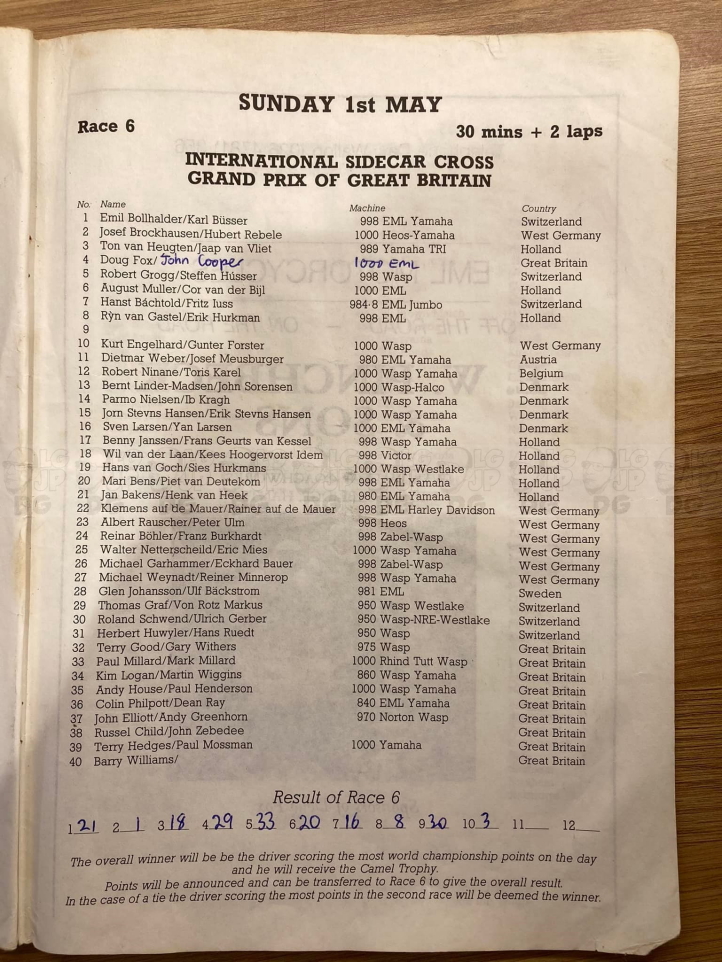 SUNDAY 1st MAY
Race 6 30 mins + 2 laps
INTERNATIONAL SIDECAR CROSS
GRAND PRIX OF GREAT BRITAIN
No. Name Machine Country
1 Emil Bollhalder/Karl Büsser 998 EML Yamaha Switzerland
2 Josef Brockhausen/Hubert Rebele 1000 Heos-Yamaha West Germany
3 Ton van Heugten/Jaap van Vliet 989 Yamaha TRI Holland
4 Doug Fox/ John Cooper 1000 EML Great Britain
5 Robert Grogg/Steffen Hüsser 998 Wasp Switzerland
6 August Muller/Cor van der Bijl 1000 EML Holland
7 Hanst Bächtold/Fritz Iuss 984·8 EML Jumbo Switzerland
8 Rÿn van Gastel/Erik Hurkman 998 EML Holland
9
10 Kurt Engelhard/Gunter Forster 1000 Wasp West Germany
11 Dietmar Weber/Josef Meusburger 980 EML Yamaha Austria
12 Robert Ninane/Toris Karel 1000 Wasp Yamaha Belgium
13 Bernt Linder-Madsen/John Sorensen 1000 Wasp-Halco Denmark
14 Parmo Nielsen/Ib Kragh 1000 Wasp Yamaha Denmark
15 Jorn Stevns Hansen/Erik Stevns Hansen 1000 Wasp Yamaha Denmark
16 Sven Larsen/Yan Larsen 1000 EML Yamaha Denmark
17 Benny Janssen/Frans Geurts van Kessel 998 Wasp Yamaha Holland
18 Wil van der Laan/Kees Hoogervorst Idem 998 Victor Holland
19 Hans van Goch/Sies Hurkmans 1000 Wasp Westlake Holland
20 Mari Bens/Piet van Deutekom 998 EML Yamaha Holland
21 Jan Bakens/Henk van Heek 980 EML Yamaha Holland
22 Klemens auf de Mauer/Rainer auf de Mauer 998 EML Harley Davidson West Germany
23 Albert Rauscher/Peter Ulm 998 Heos West Germany
24 Reinar Böhler/Franz Burkhardt 998 Zabel-Wasp West Germany
25 Walter Netterscheild/Eric Mies 1000 Wasp Yamaha West Germany
26 Michael Garhammer/Eckhard Bauer 998 Zabel-Wasp West Germany
27 Michael Weynadt/Reiner Minnerop 998 Wasp Yamaha West Germany
28 Glen Johansson/Ulf Bäckstrom 981 EML Sweden
29 Thomas Graf/Von Rotz Markus 950 Wasp Westlake Switzerland
30 Roland Schwend/Ulrich Gerber 950 Wasp-NRE-Westlake Switzerland
31 Herbert Huwyler/Hans Ruedt 950 Wasp Switzerland
32 Terry Good/Gary Withers 975 Wasp Great Britain
33 Paul Millard/Mark Millard 1000 Rhind Tutt Wasp Great Britain
34 Kim Logan/Martin Wiggins 860 Wasp Yamaha Great Britain
35 Andy House/Paul Henderson 1000 Wasp Yamaha Great Britain
36 Colin Philpott/Dean Ray 840 EML Yamaha Great Britain
37 John Elliott/Andy Greenhorn 970 Norton Wasp Great Britain
38 Russel Child/John Zebedee Great Britain
39 Terry Hedges/Paul Mossman 1000 Yamaha Great Britain
40 Barry Williams/ Great Britain
Result of Race 6
1 21 2 1 3 18 4 29 5 33 6 20 7 16 8 8 9 30 10 3 11 12
The overall winner will be be the driver scoring the most world championship points on the day
and he will receive the Camel Trophy.
Points will be announced and can be transferred to Race 6 to give the overall result.
In the case of a tie the driver scoring the most points in the second race will be deemed the winner.